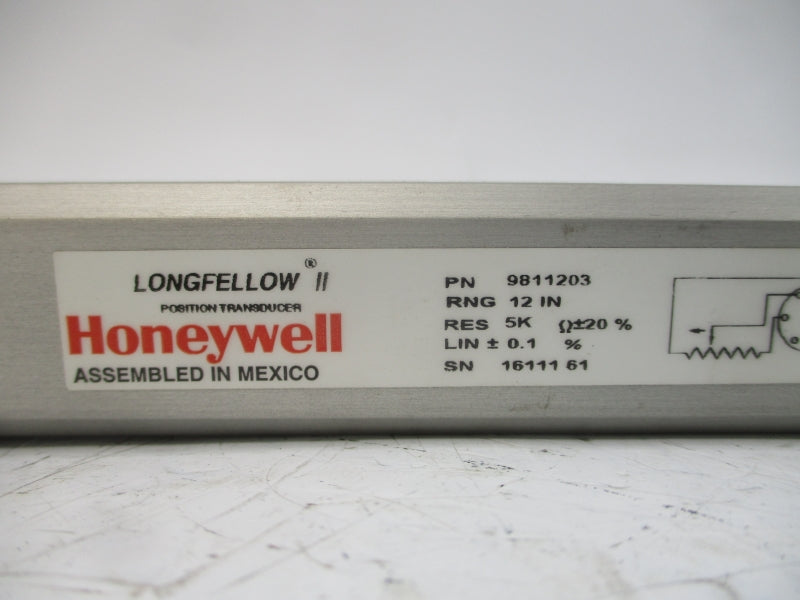 LONGFELLOW® II
POSITION TRANSDUCER
Honeywell
ASSEMBLED IN MEXICO
PN 9811203
RNG 12 IN
RES 5K Ω±20 %
LIN ± 0.1 %
SN 16111 61